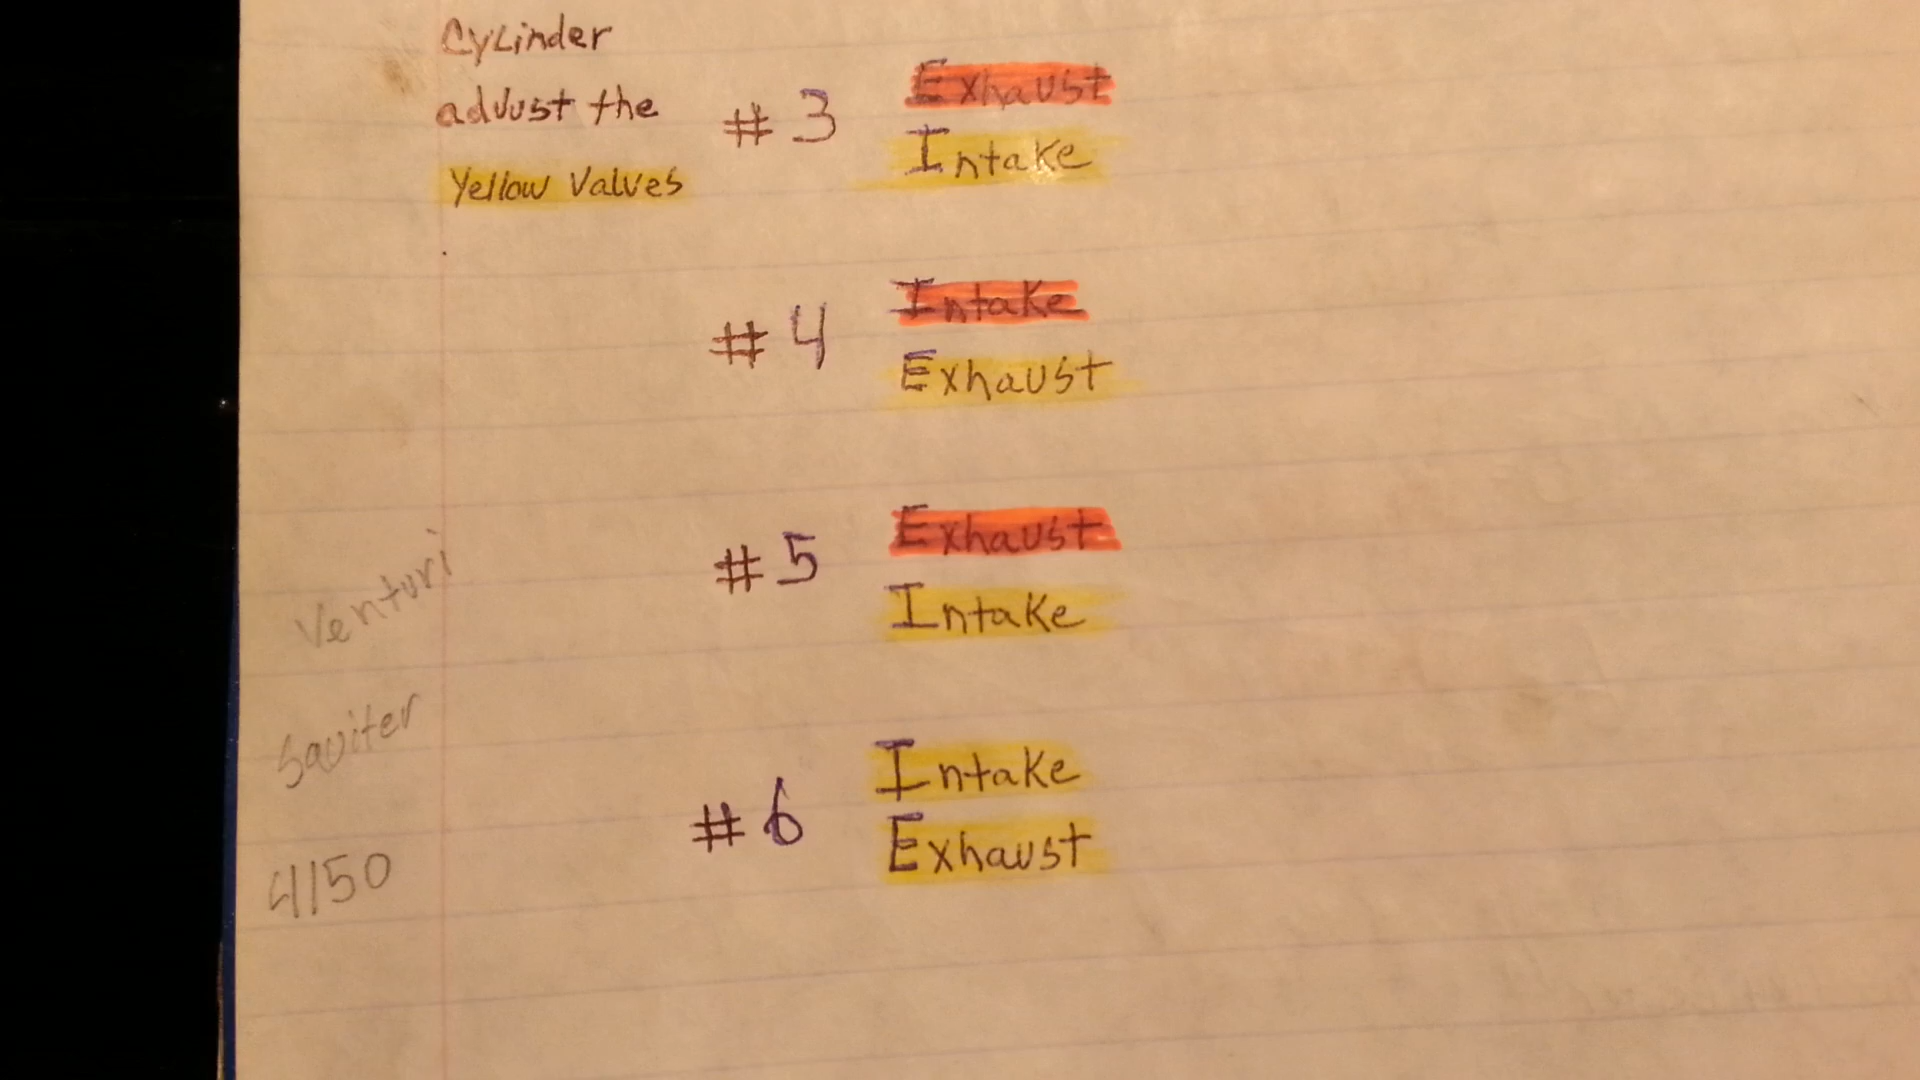 Cylinder
adJust the
Yellow Valves
#3
Exhaust
Intake
#4
Intake
Exhaust
#5
Exhaust
Intake
#6
Intake
Exhaust
Venturi
4150